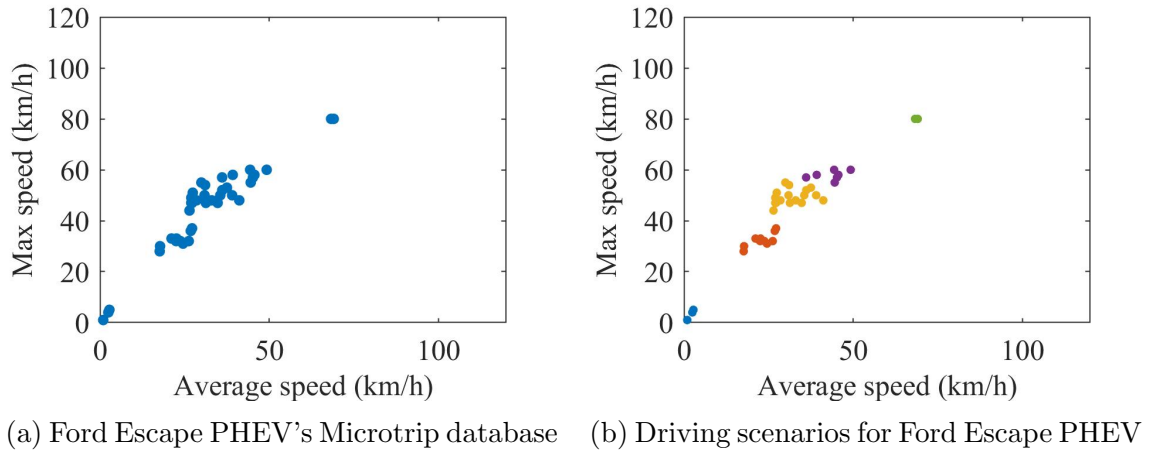 120
100
80
60
40
20
0
Max speed (km/h)
0 50 100
Average speed (km/h)
(a) Ford Escape PHEV's Microtrip database
120
100
80
60
40
20
0
Max speed (km/h)
0 50 100
Average speed (km/h)
(b) Driving scenarios for Ford Escape PHEV